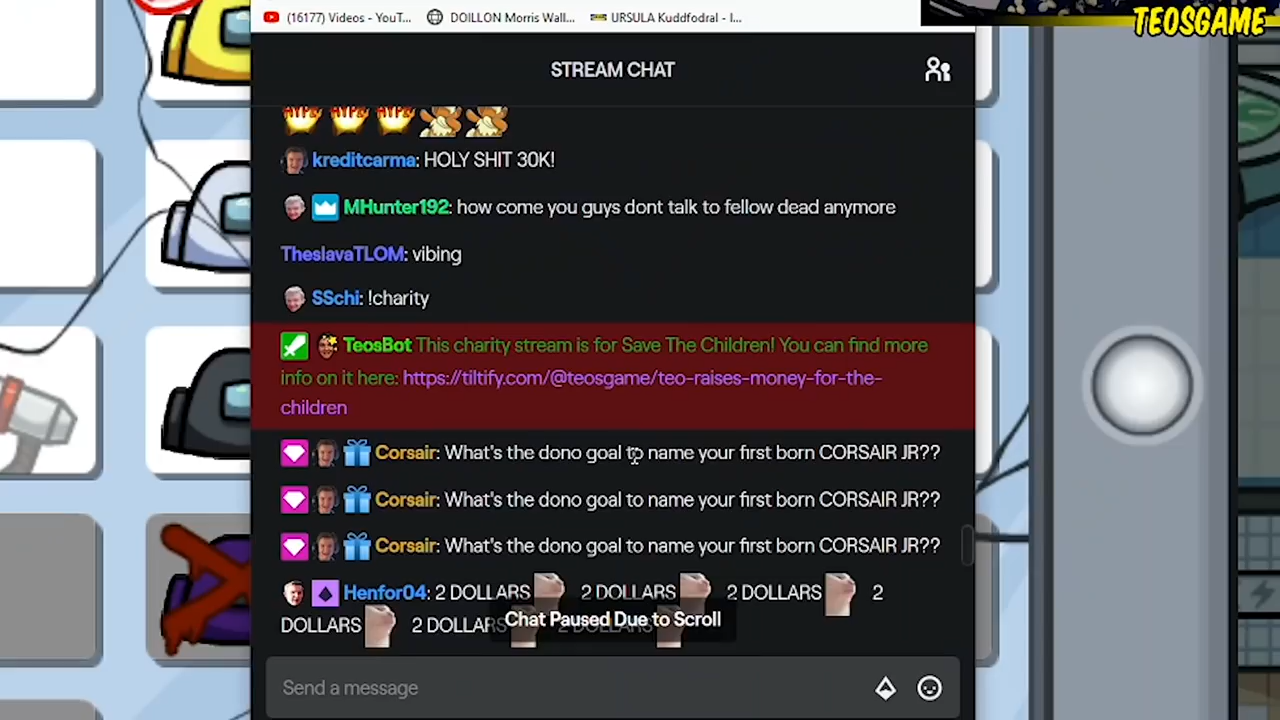 (16177) Videos - YouT... DOILLON Morris Wall... URSULA Kuddfodral - I...
TEOSGAME
STREAM CHAT
HYPE HYPE HYPE
kreditcarma: HOLY SHIT 30K!
MHunter192: how come you guys dont talk to fellow dead anymore
TheslavaTLOM: vibing
SSchi: !charity
TeosBot This charity stream is for Save The Children! You can find more
info on it here: https://tiltify.com/@teosgame/teo-raises-money-for-the-
children
Corsair: What's the dono goal to name your first born CORSAIR JR??
Corsair: What's the dono goal to name your first born CORSAIR JR??
Corsair: What's the dono goal to name your first born CORSAIR JR??
Henfor04: 2 DOLLARS 2 DOLLARS 2 DOLLARS 2
DOLLARS 2 DOLLARS 2 DOLLARS
Chat Paused Due to Scroll
Send a message